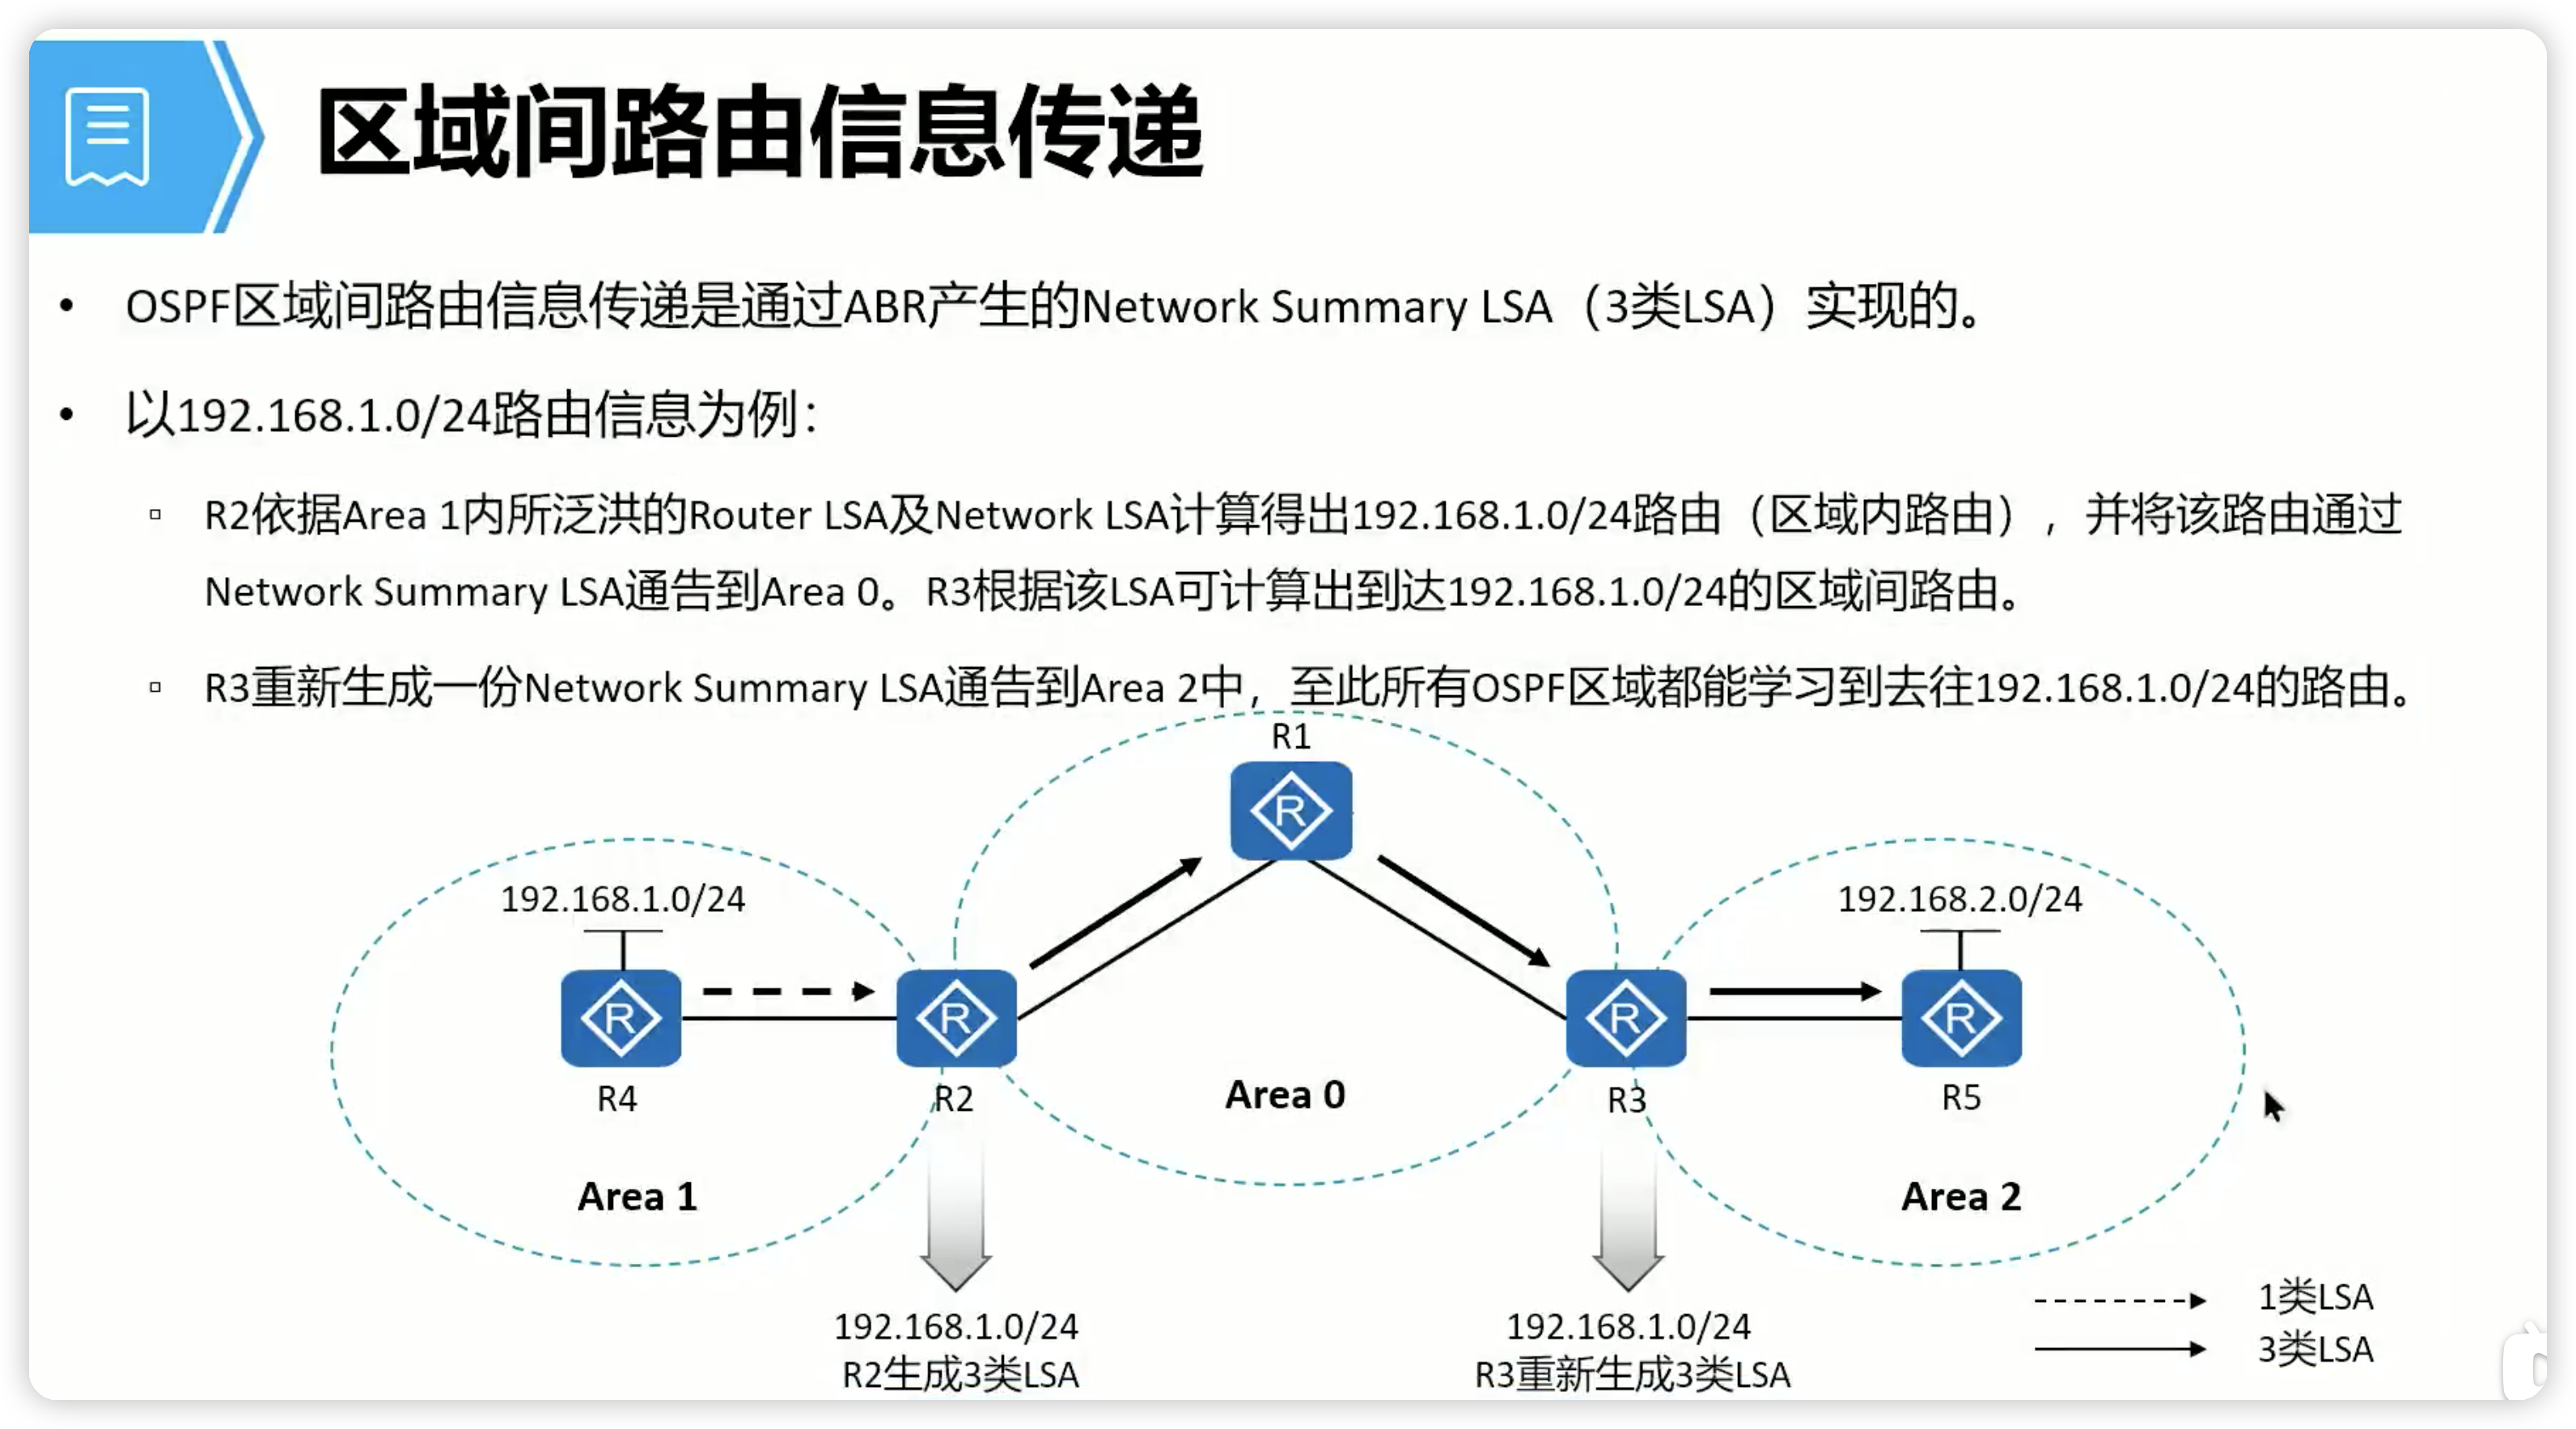 区域间路由信息传递
• OSPF区域间路由信息传递是通过ABR产生的Network Summary LSA（3类LSA）实现的。
• 以192.168.1.0/24路由信息为例：
▫ R2依据Area 1内所泛洪的Router LSA及Network LSA计算得出192.168.1.0/24路由（区域内路由），并将该路由通过
Network Summary LSA通告到Area 0。R3根据该LSA可计算出到达192.168.1.0/24的区域间路由。
▫ R3重新生成一份Network Summary LSA通告到Area 2中，至此所有OSPF区域都能学习到去往192.168.1.0/24的路由。
R1
R
192.168.1.0/24
192.168.2.0/24
R
R
R
R
R4
R2
Area 0
R3
R5
Area 1
Area 2
192.168.1.0/24
R2生成3类LSA
192.168.1.0/24
R3重新生成3类LSA
1类LSA
3类LSA